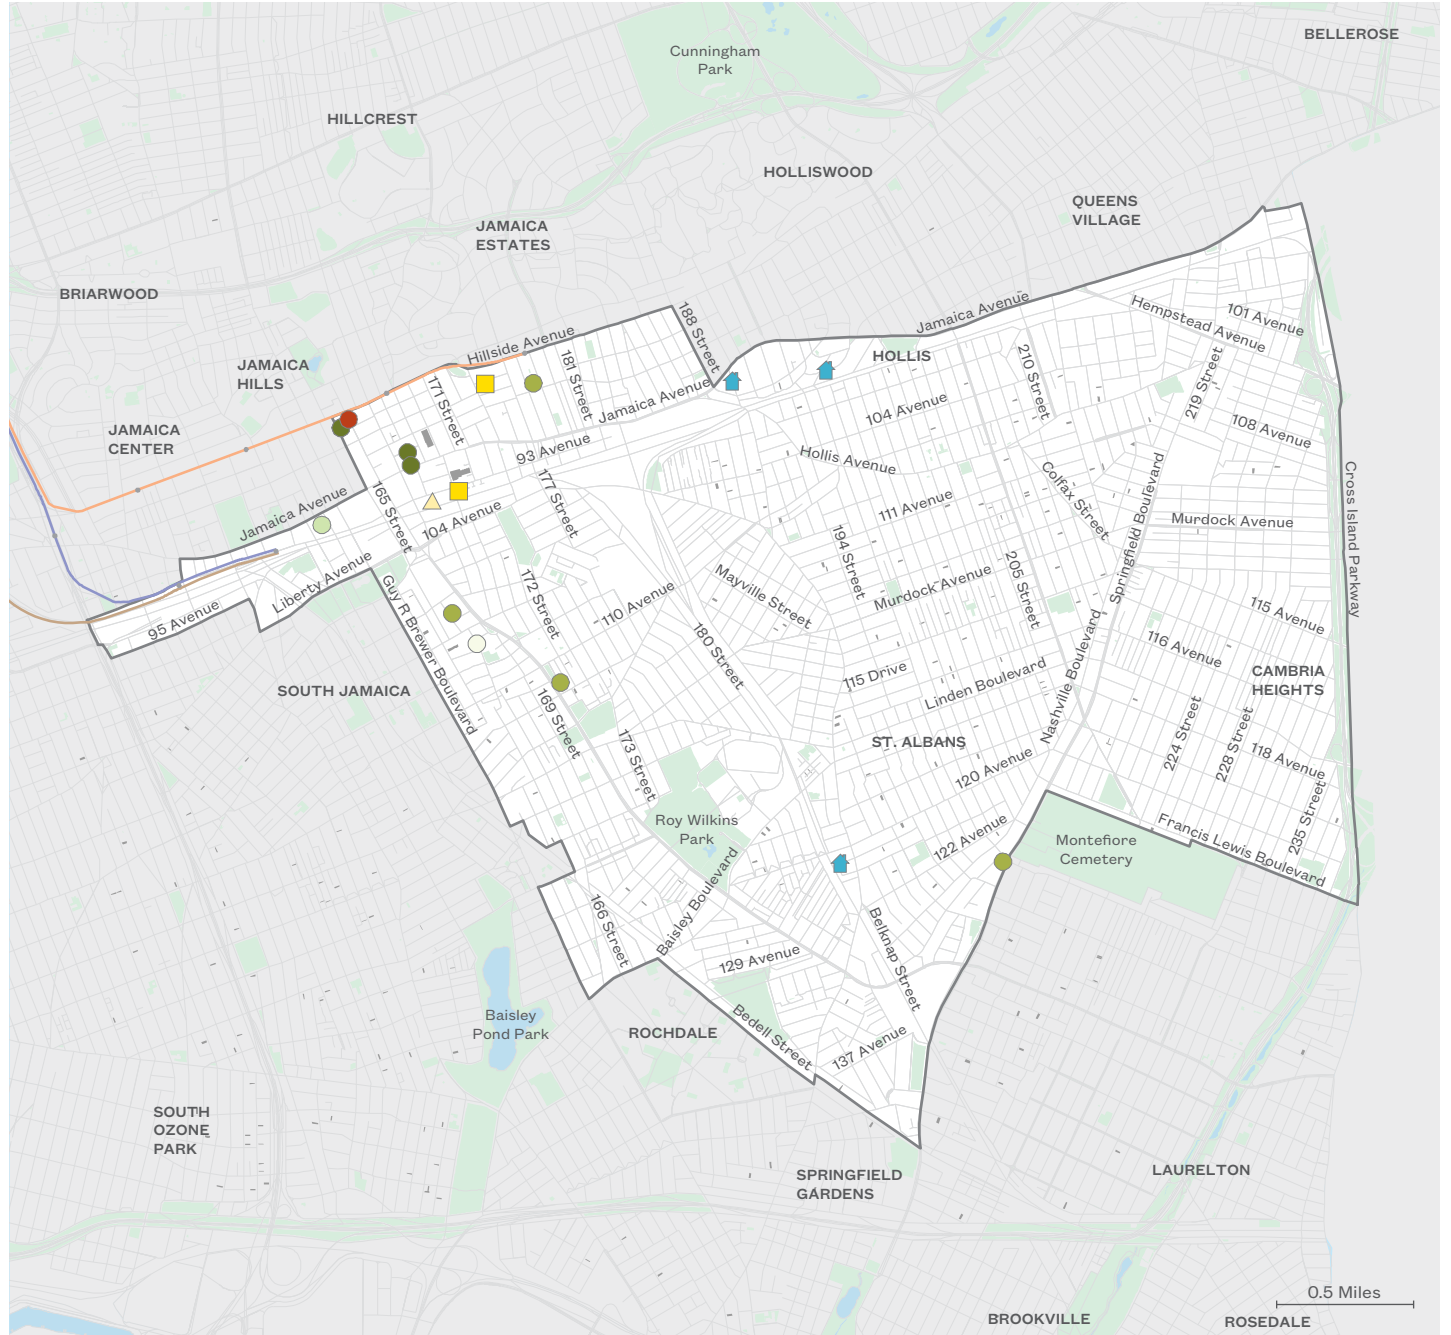 BELLEROSE
Cunningham
Park
HILLCREST
HOLLISWOOD
QUEENS
VILLAGE
JAMAICA
ESTATES
BRIARWOOD
Hempstead Avenue
101 Avenue
Jamaica Avenue
188 Street
Hillside Avenue
HOLLIS
JAMAICA
HILLS
181 Street
210 Street
219 Street
171 Street
Jamaica Avenue
104 Avenue
108 Avenue
JAMAICA
CENTER
93 Avenue
Hollis Avenue
Colfax Street
Springfield Boulevard
Cross Island Parkway
177 Street
165 Street
Jamaica Avenue
104 Avenue
111 Avenue
Murdock Avenue
194 Street
205 Street
Liberty Avenue
Guy R Brewer Boulevard
172 Street
Mayville Street
Murdock Avenue
110 Avenue
95 Avenue
115 Avenue
116 Avenue
180 Street
Nashville Boulevard
115 Drive
Linden Boulevard
CAMBRIA
HEIGHTS
SOUTH JAMAICA
169 Street
224 Street
228 Street
173 Street
ST. ALBANS
118 Avenue
120 Avenue
235 Street
Roy Wilkins
Park
122 Avenue
Francis Lewis Boulevard
Montefiore
Cemetery
Baisley Boulevard
166 Street
Belknap Street
129 Avenue
Baisley
Pond Park
ROCHDALE
Bedell Street
137 Avenue
SOUTH
OZONE
PARK
SPRINGFIELD
GARDENS
LAURELTON
0.5 Miles
BROOKVILLE
ROSEDALE